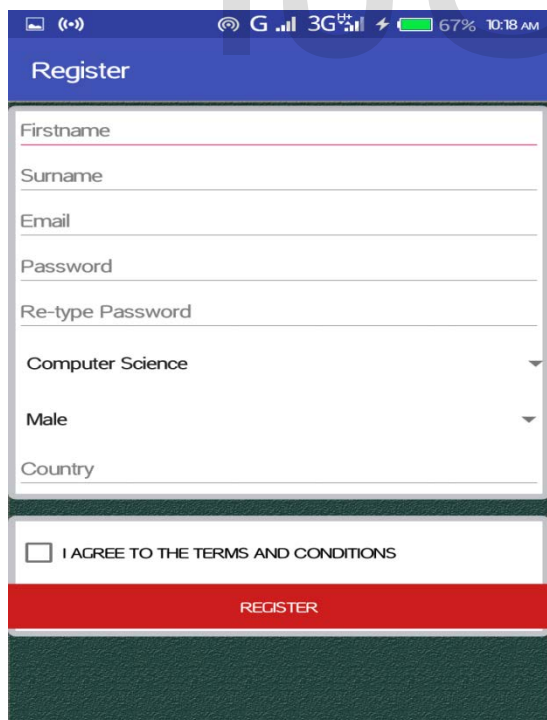 G 3G H+ 67% 10:18 AM
Register
Firstname
Surname
Email
Password
Re-type Password
Computer Science
Male
Country
I AGREE TO THE TERMS AND CONDITIONS
REGISTER